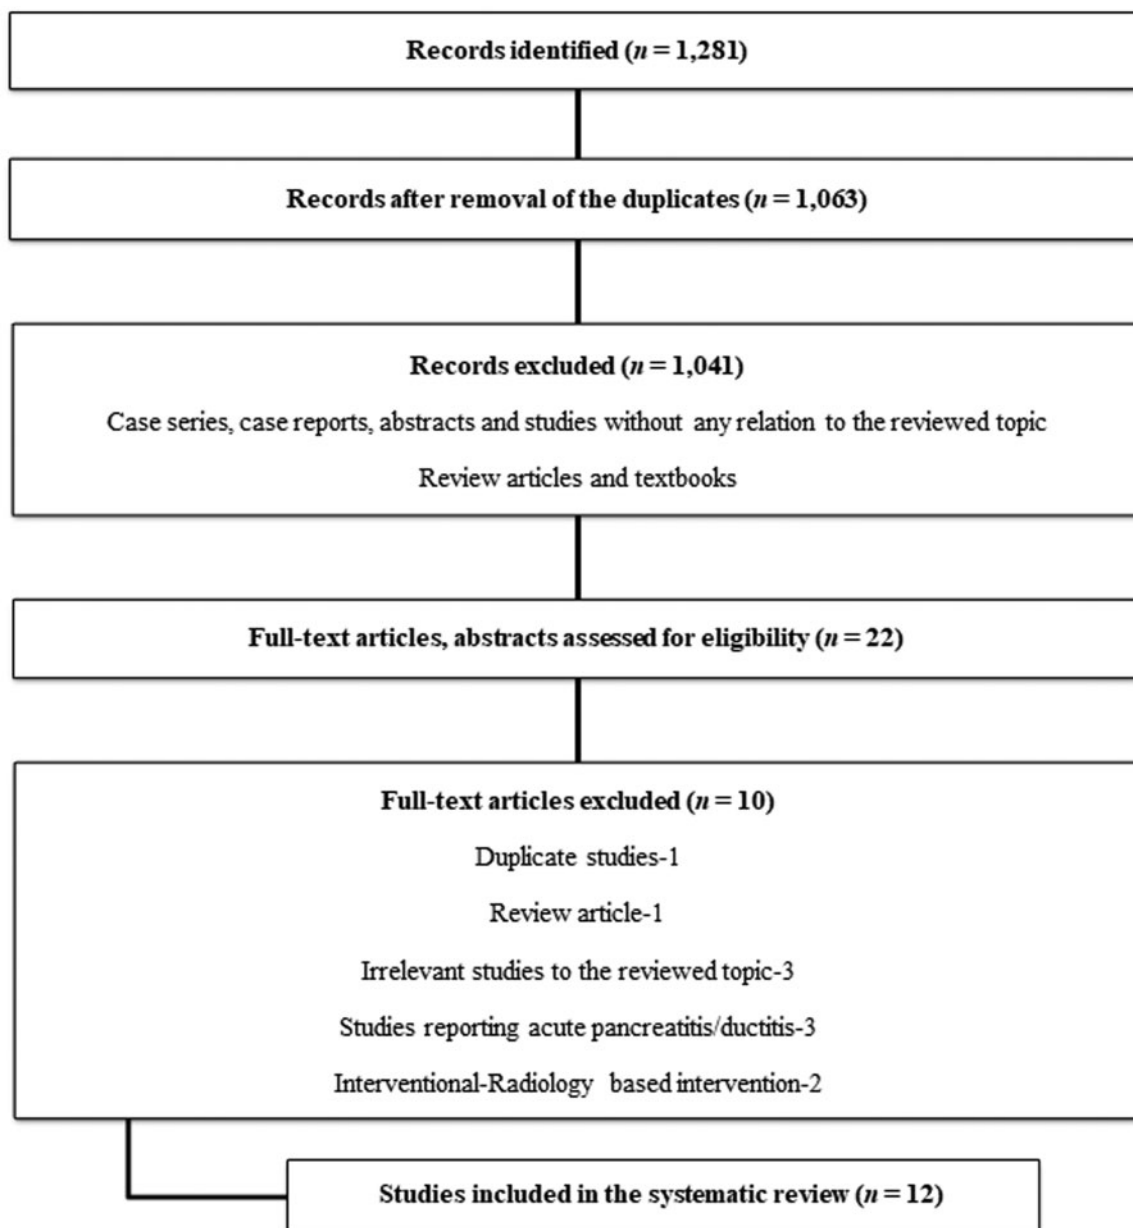 Records identified (n = 1,281)
Records after removal of the duplicates (n = 1,063)
Records excluded (n = 1,041)
Case series, case reports, abstracts and studies without any relation to the reviewed topic
Review articles and textbooks
Full-text articles, abstracts assessed for eligibility (n = 22)
Full-text articles excluded (n = 10)
Duplicate studies-1
Review article-1
Irrelevant studies to the reviewed topic-3
Studies reporting acute pancreatitis/ductitis-3
Interventional-Radiology based intervention-2
Studies included in the systematic review (n = 12)